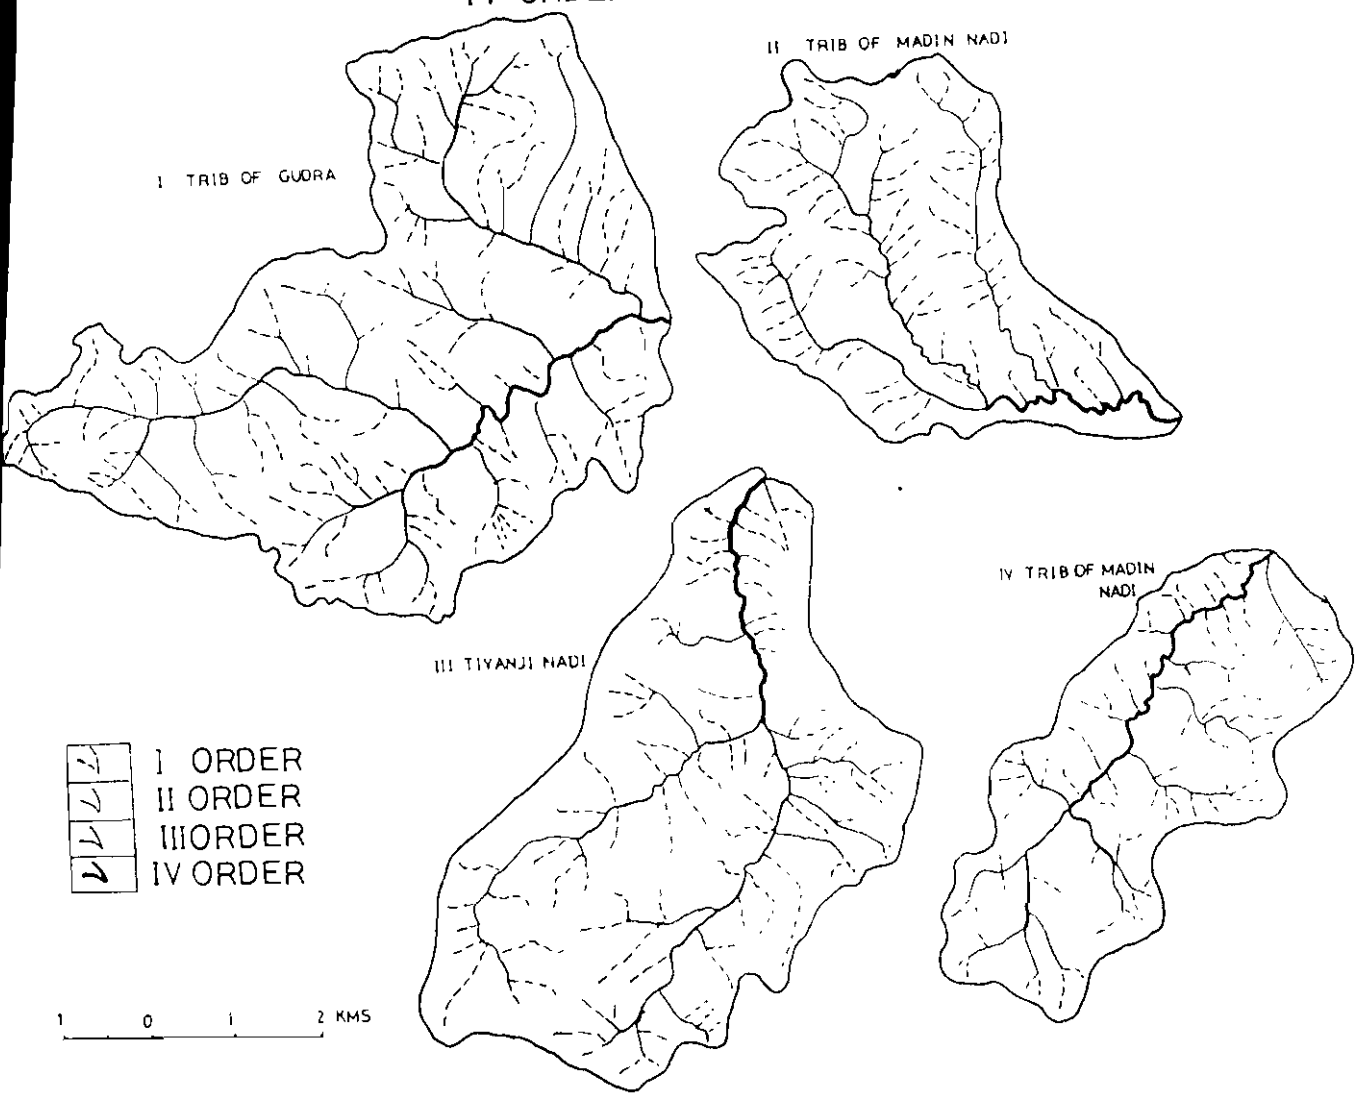 II TRIB OF MADIN NADI
I TRIB OF GUDRA
IV TRIB OF MADIN
NADI
III TIYANJI NADI
I ORDER
II ORDER
III ORDER
IV ORDER
1 0 1 2 KMS